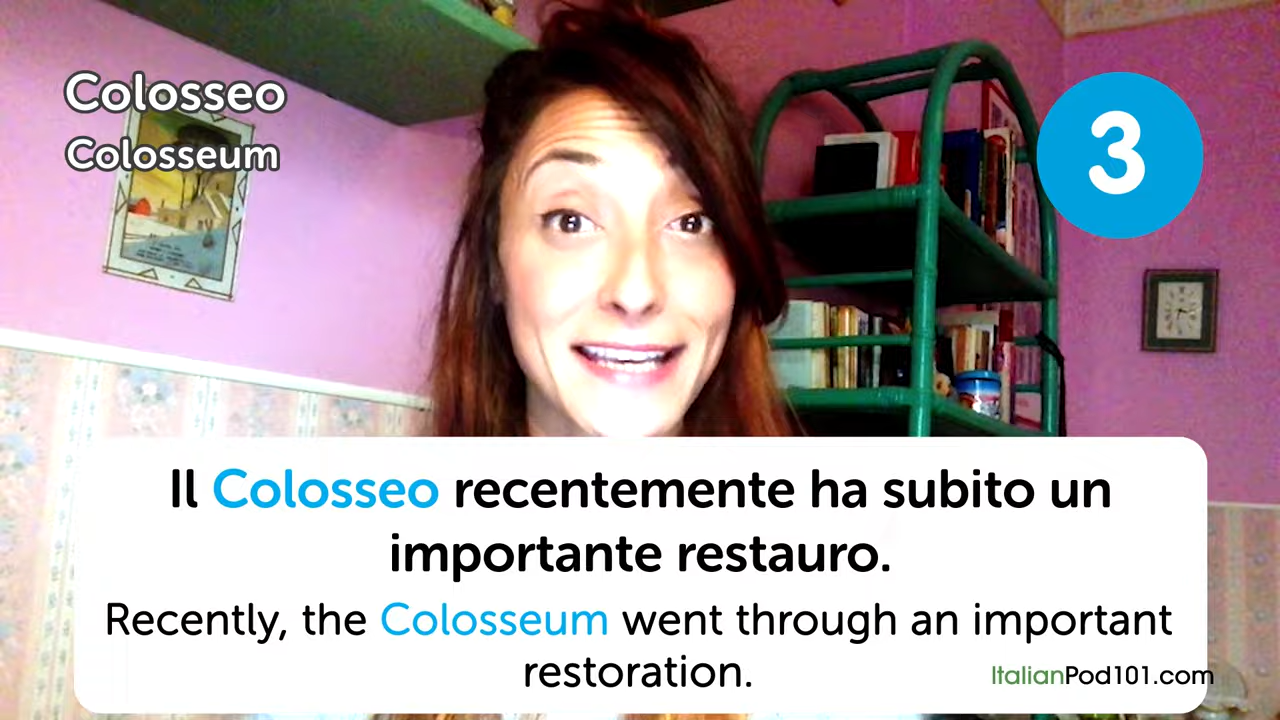 Colosseo
Colosseum
3
Il Colosseo recentemente ha subito un
importante restauro.
Recently, the Colosseum went through an important
restoration.
ItalianPod101.com